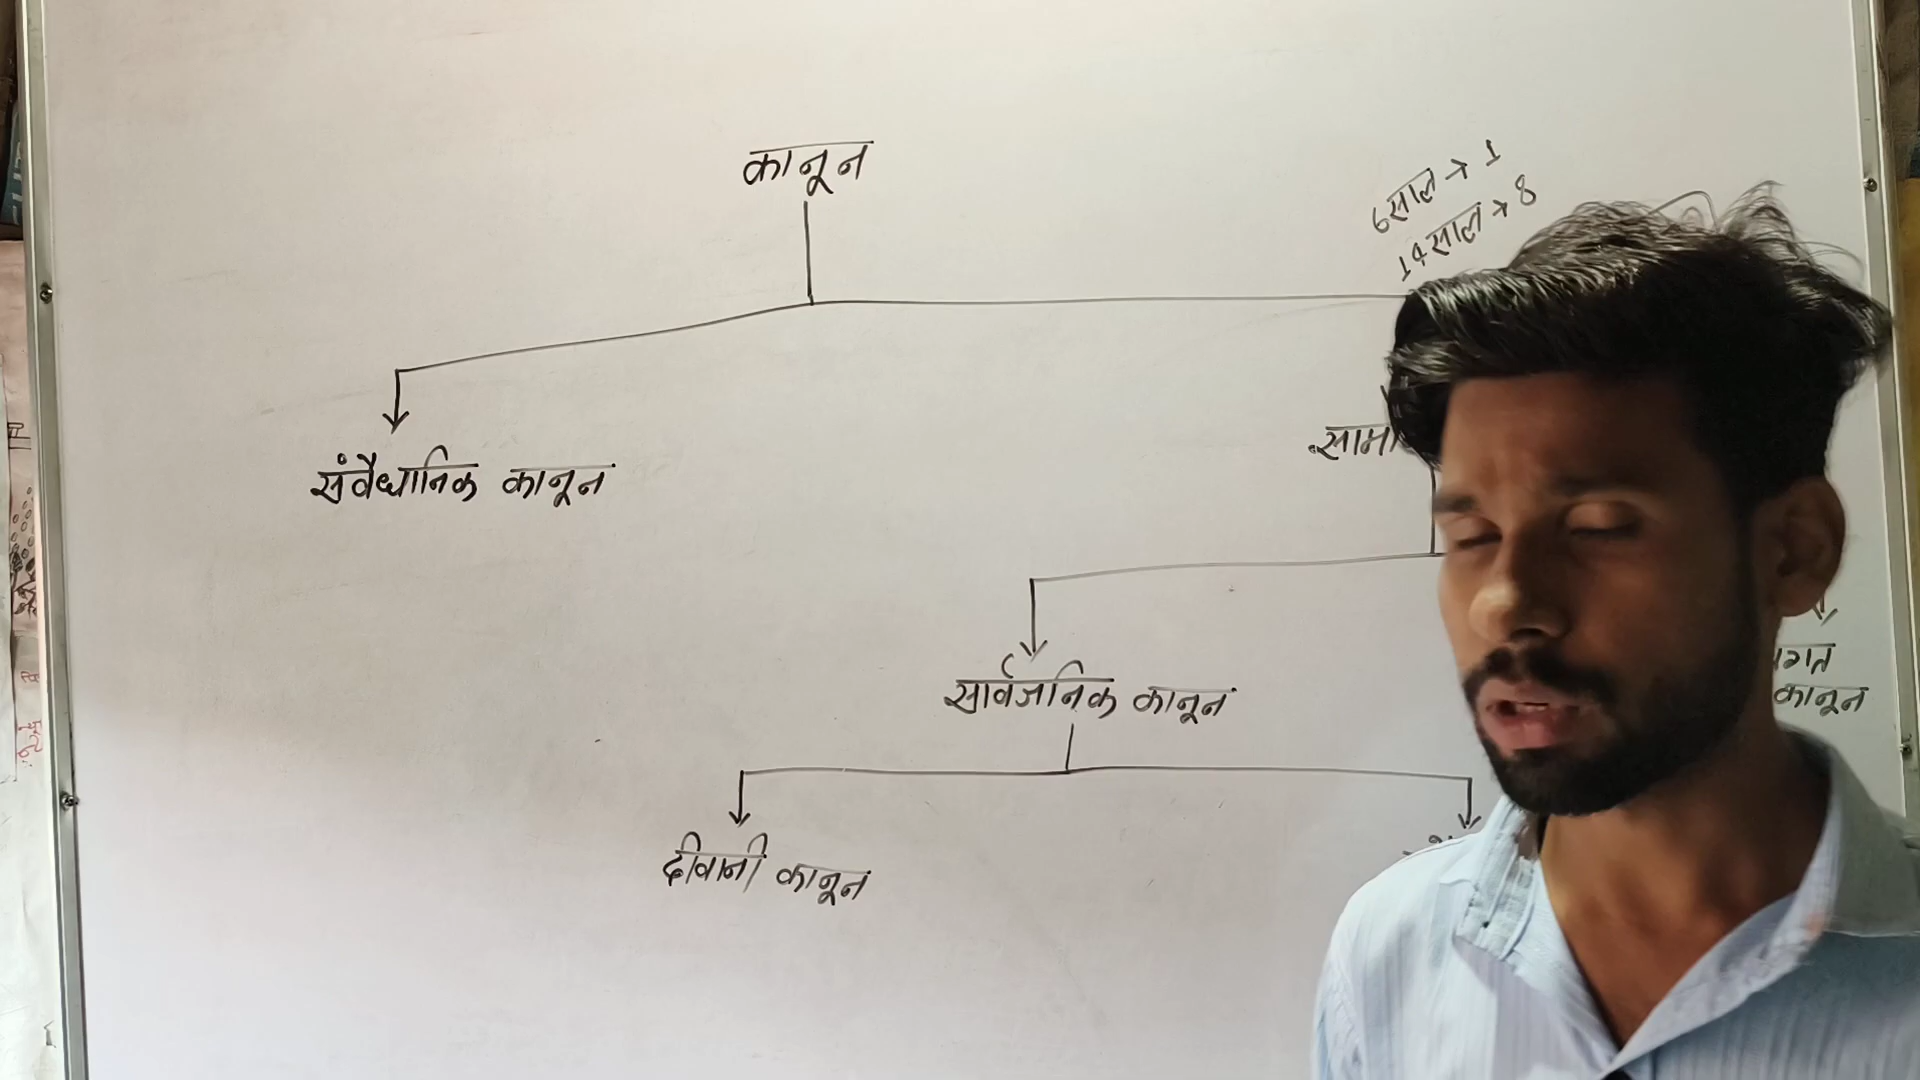 कानून
6साल → 1
14साल → 8
संवैधानिक कानून
सार्वजनिक कानून
कानून
दीवानी कानून